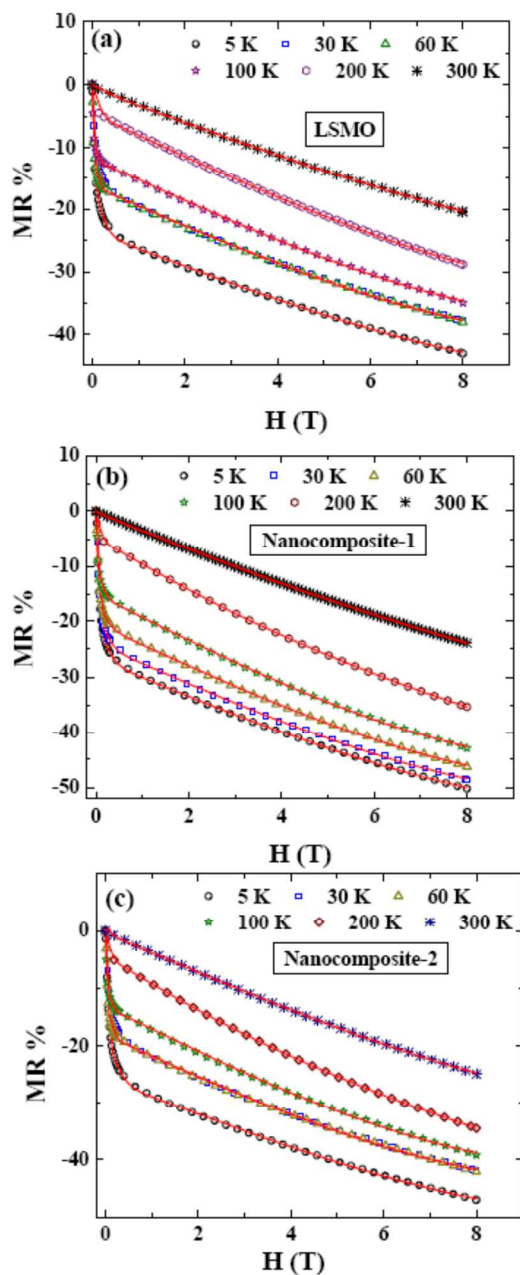 10
(a)
5 K 30 K 60 K
100 K 200 K 300 K
LSMO
0
-10
-20
-30
-40
MR %
0 2 4 6 8
H (T)
10
(b)
5 K 30 K 60 K
100 K 200 K 300 K
Nanocomposite-1
0
-10
-20
-30
-40
-50
MR %
0 2 4 6 8
H (T)
(c)
5 K 30 K 60 K
100 K 200 K 300 K
Nanocomposite-2
0
-20
-40
MR %
0 2 4 6 8
H (T)